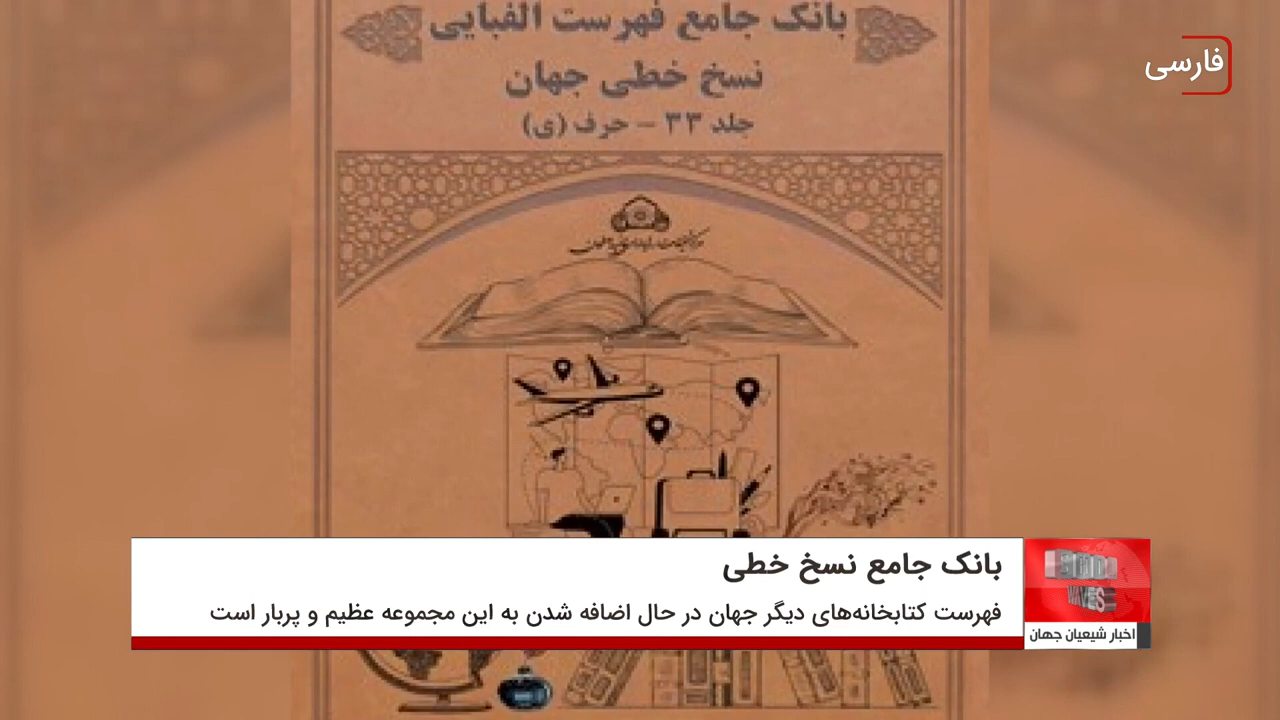 بانک جامع فهرست الفبایی
نسخ خطی جهان
جلد ۳۳ – حرف (ی)
فارسی
بانک جامع نسخ خطی
فهرست کتابخانه‌های دیگر جهان در حال اضافه شدن به این مجموعه عظیم و پربار است
NEWS
اخبار شیعیان جهان